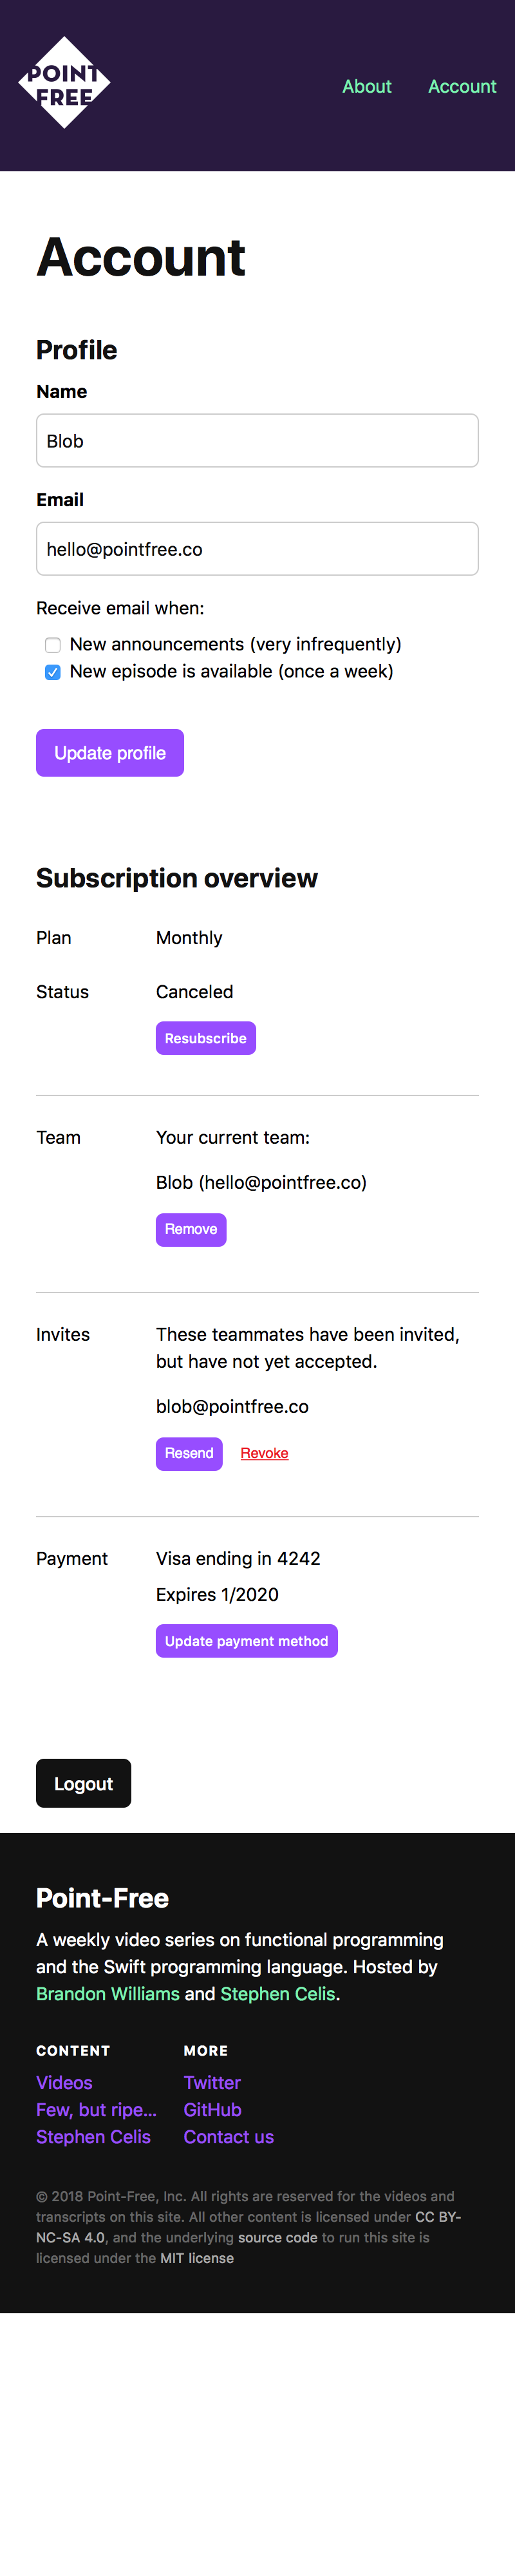 POINT
FREE
About
Account
Account
Profile
Name
Blob
Email
hello@pointfree.co
Receive email when:
New announcements (very infrequently)
New episode is available (once a week)
Update profile
Subscription overview
Plan
Monthly
Status
Canceled
Resubscribe
Team
Your current team:
Blob (hello@pointfree.co)
Remove
Invites
These teammates have been invited,
but have not yet accepted.
blob@pointfree.co
Resend
Revoke
Payment
Visa ending in 4242
Expires 1/2020
Update payment method
Logout
Point-Free
A weekly video series on functional programming
and the Swift programming language. Hosted by
Brandon Williams and Stephen Celis.
CONTENT
Videos
Few, but ripe...
Stephen Celis
MORE
Twitter
GitHub
Contact us
© 2018 Point-Free, Inc. All rights are reserved for the videos and
transcripts on this site. All other content is licensed under CC BY-
NC-SA 4.0, and the underlying source code to run this site is
licensed under the MIT license